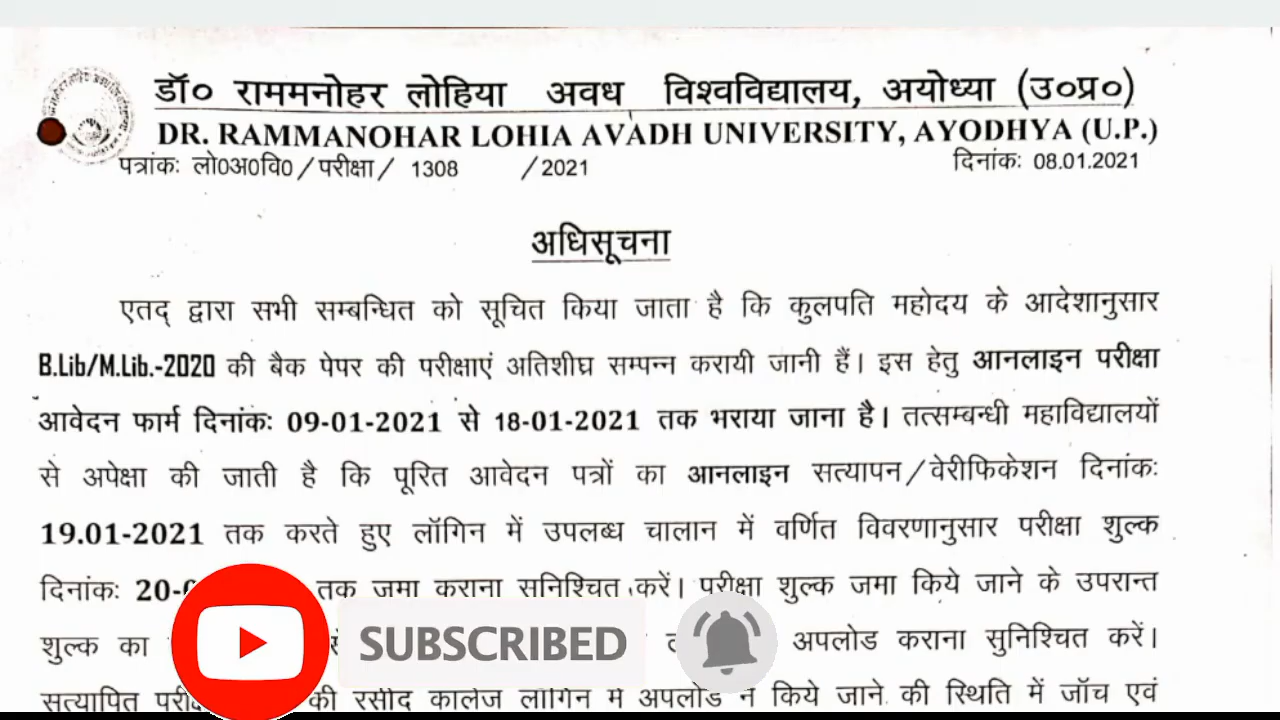 डॉ० राममनोहर लोहिया अवध विश्वविद्यालय, अयोध्या (उ०प्र०)
DR. RAMMANOHAR LOHIA AVADH UNIVERSITY, AYODHYA (U.P.)
पत्रांकः लो0अ0वि0/परीक्षा/ 1308 /2021 दिनांकः 08.01.2021
अधिसूचना
एतद् द्वारा सभी सम्बन्धित को सूचित किया जाता है कि कुलपति महोदय के आदेशानुसार
B.Lib/M.Lib.-2020 की बैक पेपर की परीक्षाएं अतिशीघ्र सम्पन्न करायी जानी हैं। इस हेतु आनलाइन परीक्षा
आवेदन फार्म दिनांकः 09-01-2021 से 18-01-2021 तक भराया जाना है। तत्सम्बन्धी महाविद्यालयों
से अपेक्षा की जाती है कि पूरित आवेदन पत्रों का आनलाइन सत्यापन/वेरीफिकेशन दिनांकः
19.01-2021 तक करते हुए लॉगिन में उपलब्ध चालान में वर्णित विवरणानुसार परीक्षा शुल्क
दिनांकः तक जमा कराना सुनिश्चित करें। परीक्षा शुल्क जमा किये जाने के उपरान्त
शुल्क का SUBSCRIBED अपलोड कराना सुनिश्चित करें।
सत्यापित की रसीद कालेज लॉगिन में अपलोड न किये जाने की स्थिति में जॉच एवं